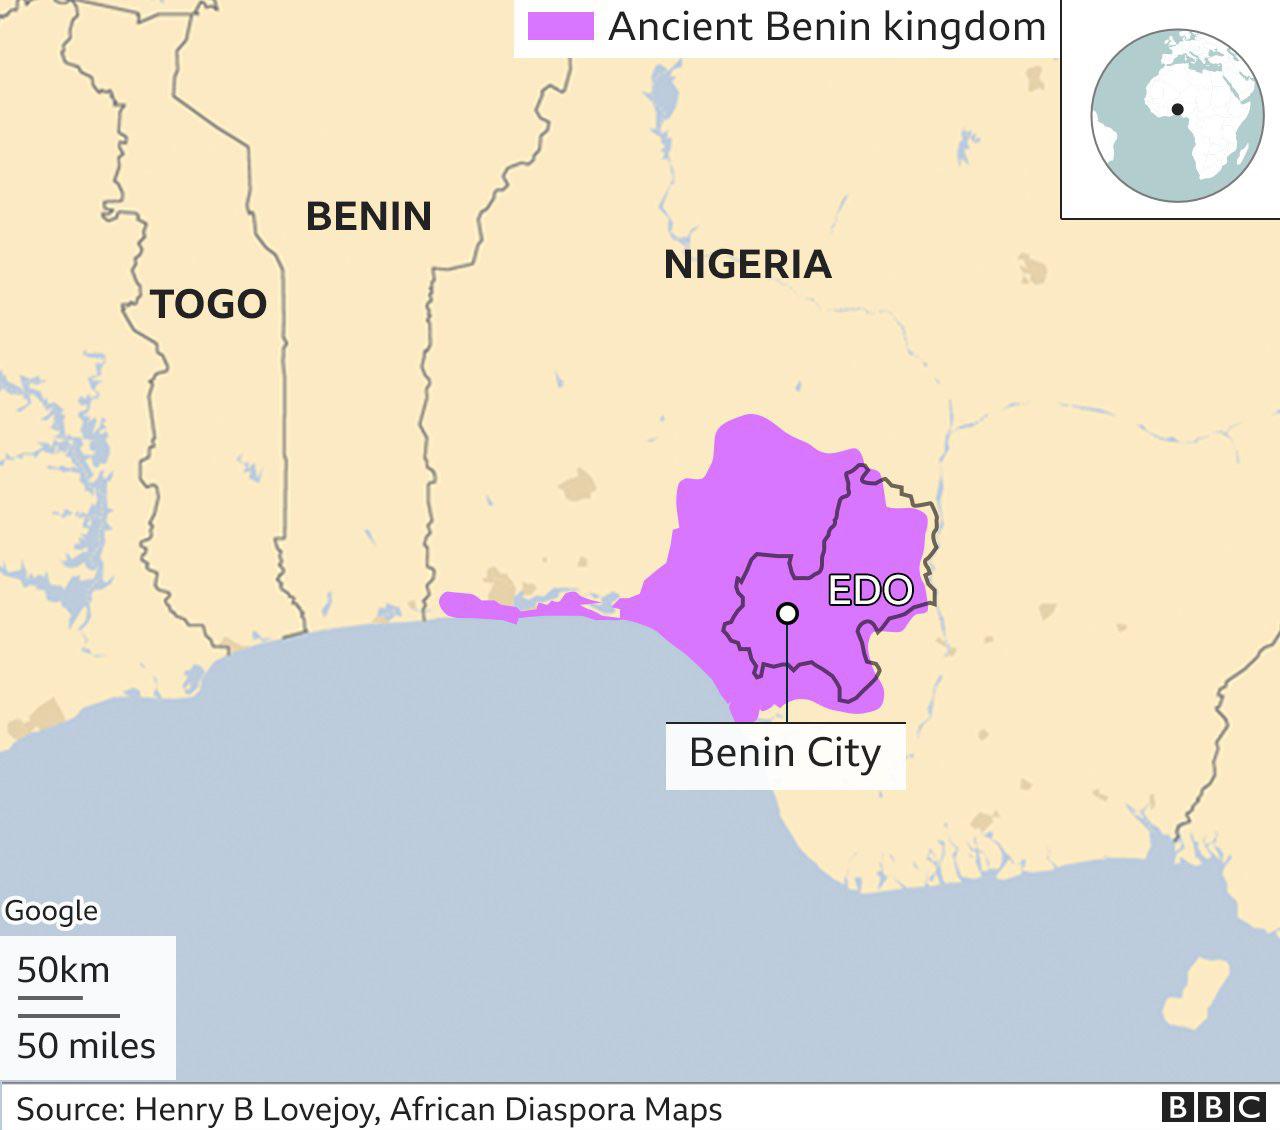 Ancient Benin kingdom
BENIN
NIGERIA
TOGO
EDO
Benin City
Google
50km
50 miles
Source: Henry B Lovejoy, African Diaspora Maps
BBC